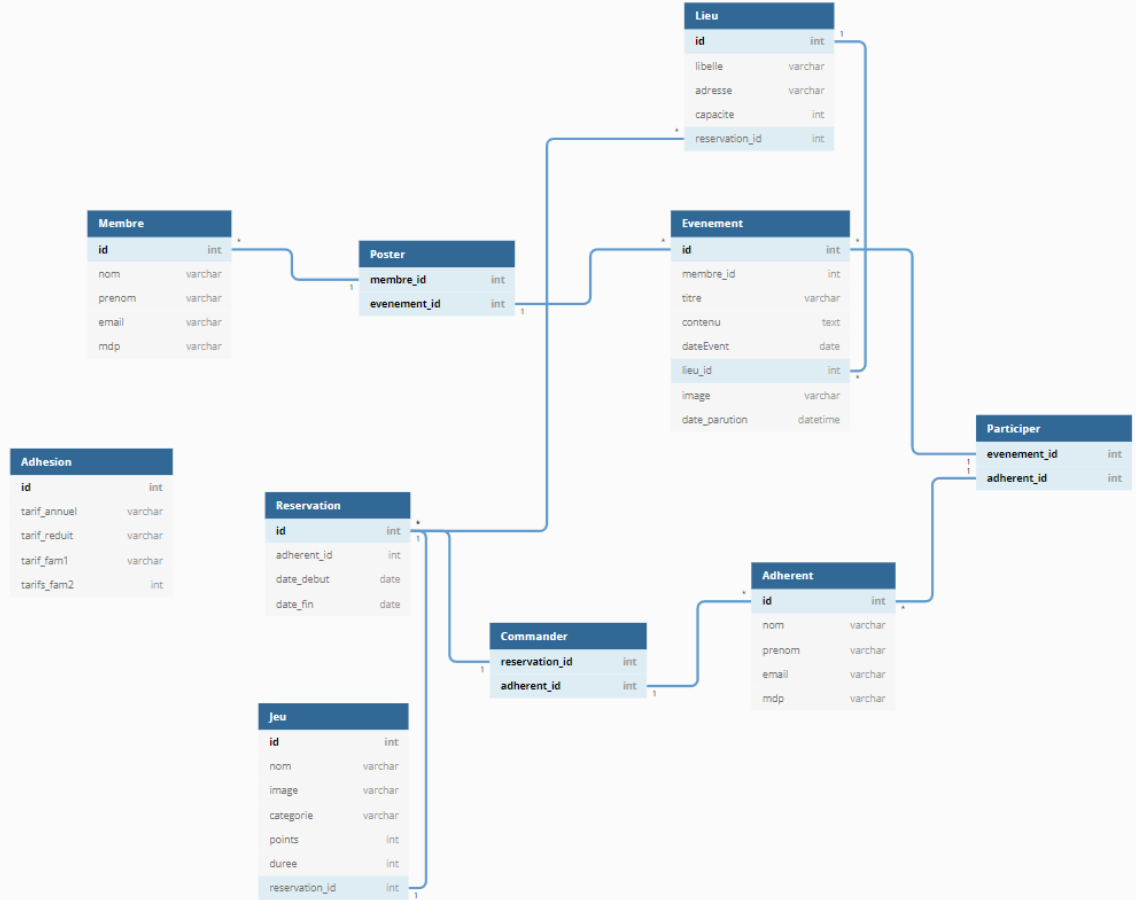 Lieu
id int
libelle varchar
adresse varchar
capacite int
reservation_id int
1
*
Membre
id int
nom varchar
prenom varchar
email varchar
mdp varchar
*
1
Poster
membre_id int
evenement_id int
1
*
Evenement
id int
membre_id int
titre varchar
contenu text
dateEvent date
lieu_id int
image varchar
date_parution datetime
*
*
Participer
evenement_id int
adherent_id int
1
1
Adhesion
id int
tarif_annuel varchar
tarif_reduit varchar
tarif_fam1 varchar
tarifs_fam2 int
Reservation
id int
adherent_id int
date_debut date
date_fin date
*
1
Adherent
id int
nom varchar
prenom varchar
email varchar
mdp varchar
*
*
Commander
reservation_id int
adherent_id int
1
1
Jeu
id int
nom varchar
image varchar
categorie varchar
points int
duree int
reservation_id int
1